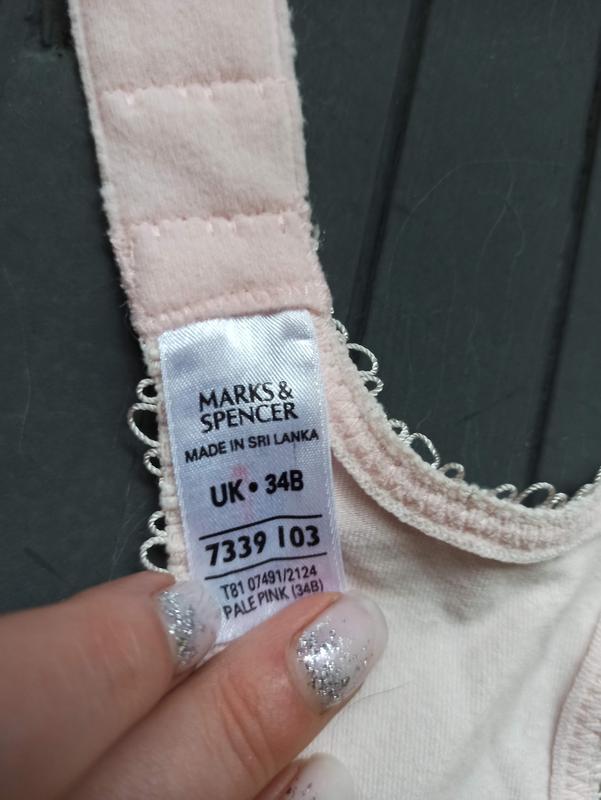 MARKS &
SPENCER
MADE IN SRI LANKA
UK • 34B
7339 103
T81 07491/2124
PALE PINK (34B)